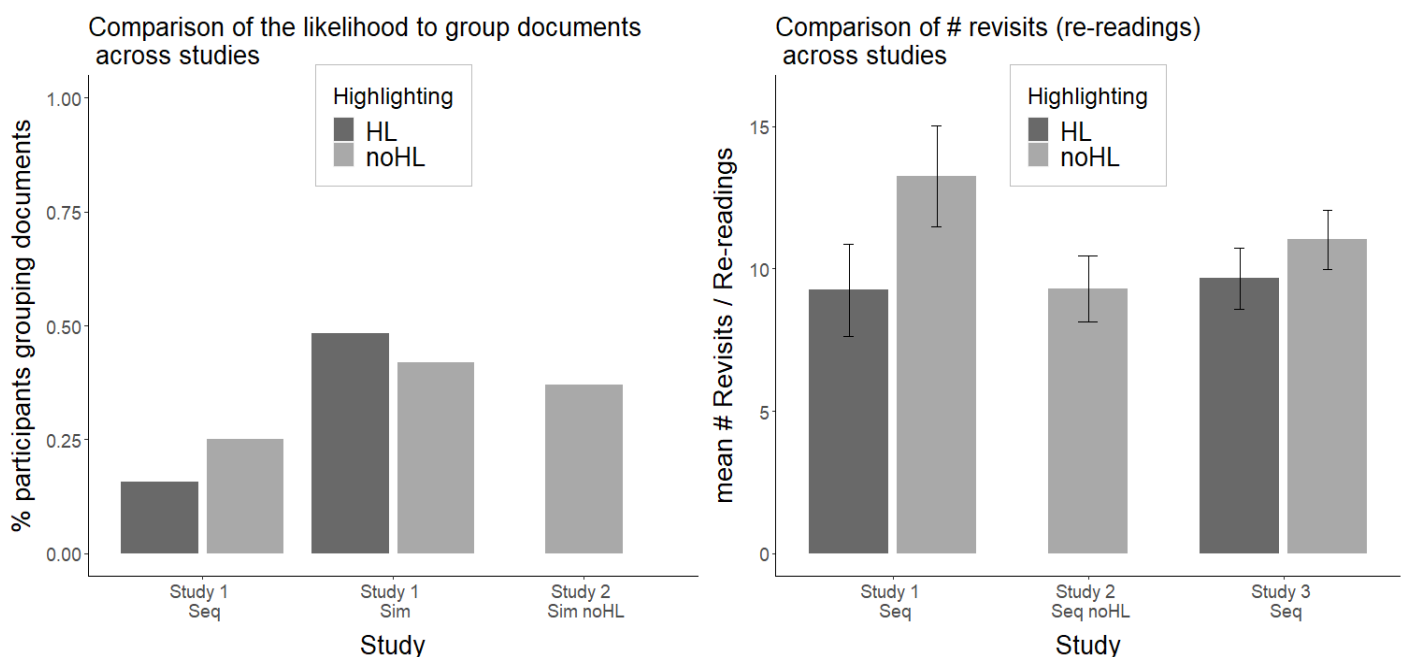 Comparison of the likelihood to group documents
across studies
Highlighting
HL
noHL
% participants grouping documents
1.00
0.75
0.50
0.25
0.00
Study 1
Seq
Study 1
Sim
Study 2
Sim noHL
Study
Comparison of # revisits (re-readings)
across studies
Highlighting
HL
noHL
mean # Revisits / Re-readings
15
10
5
0
Study 1
Seq
Study 2
Seq noHL
Study 3
Seq
Study